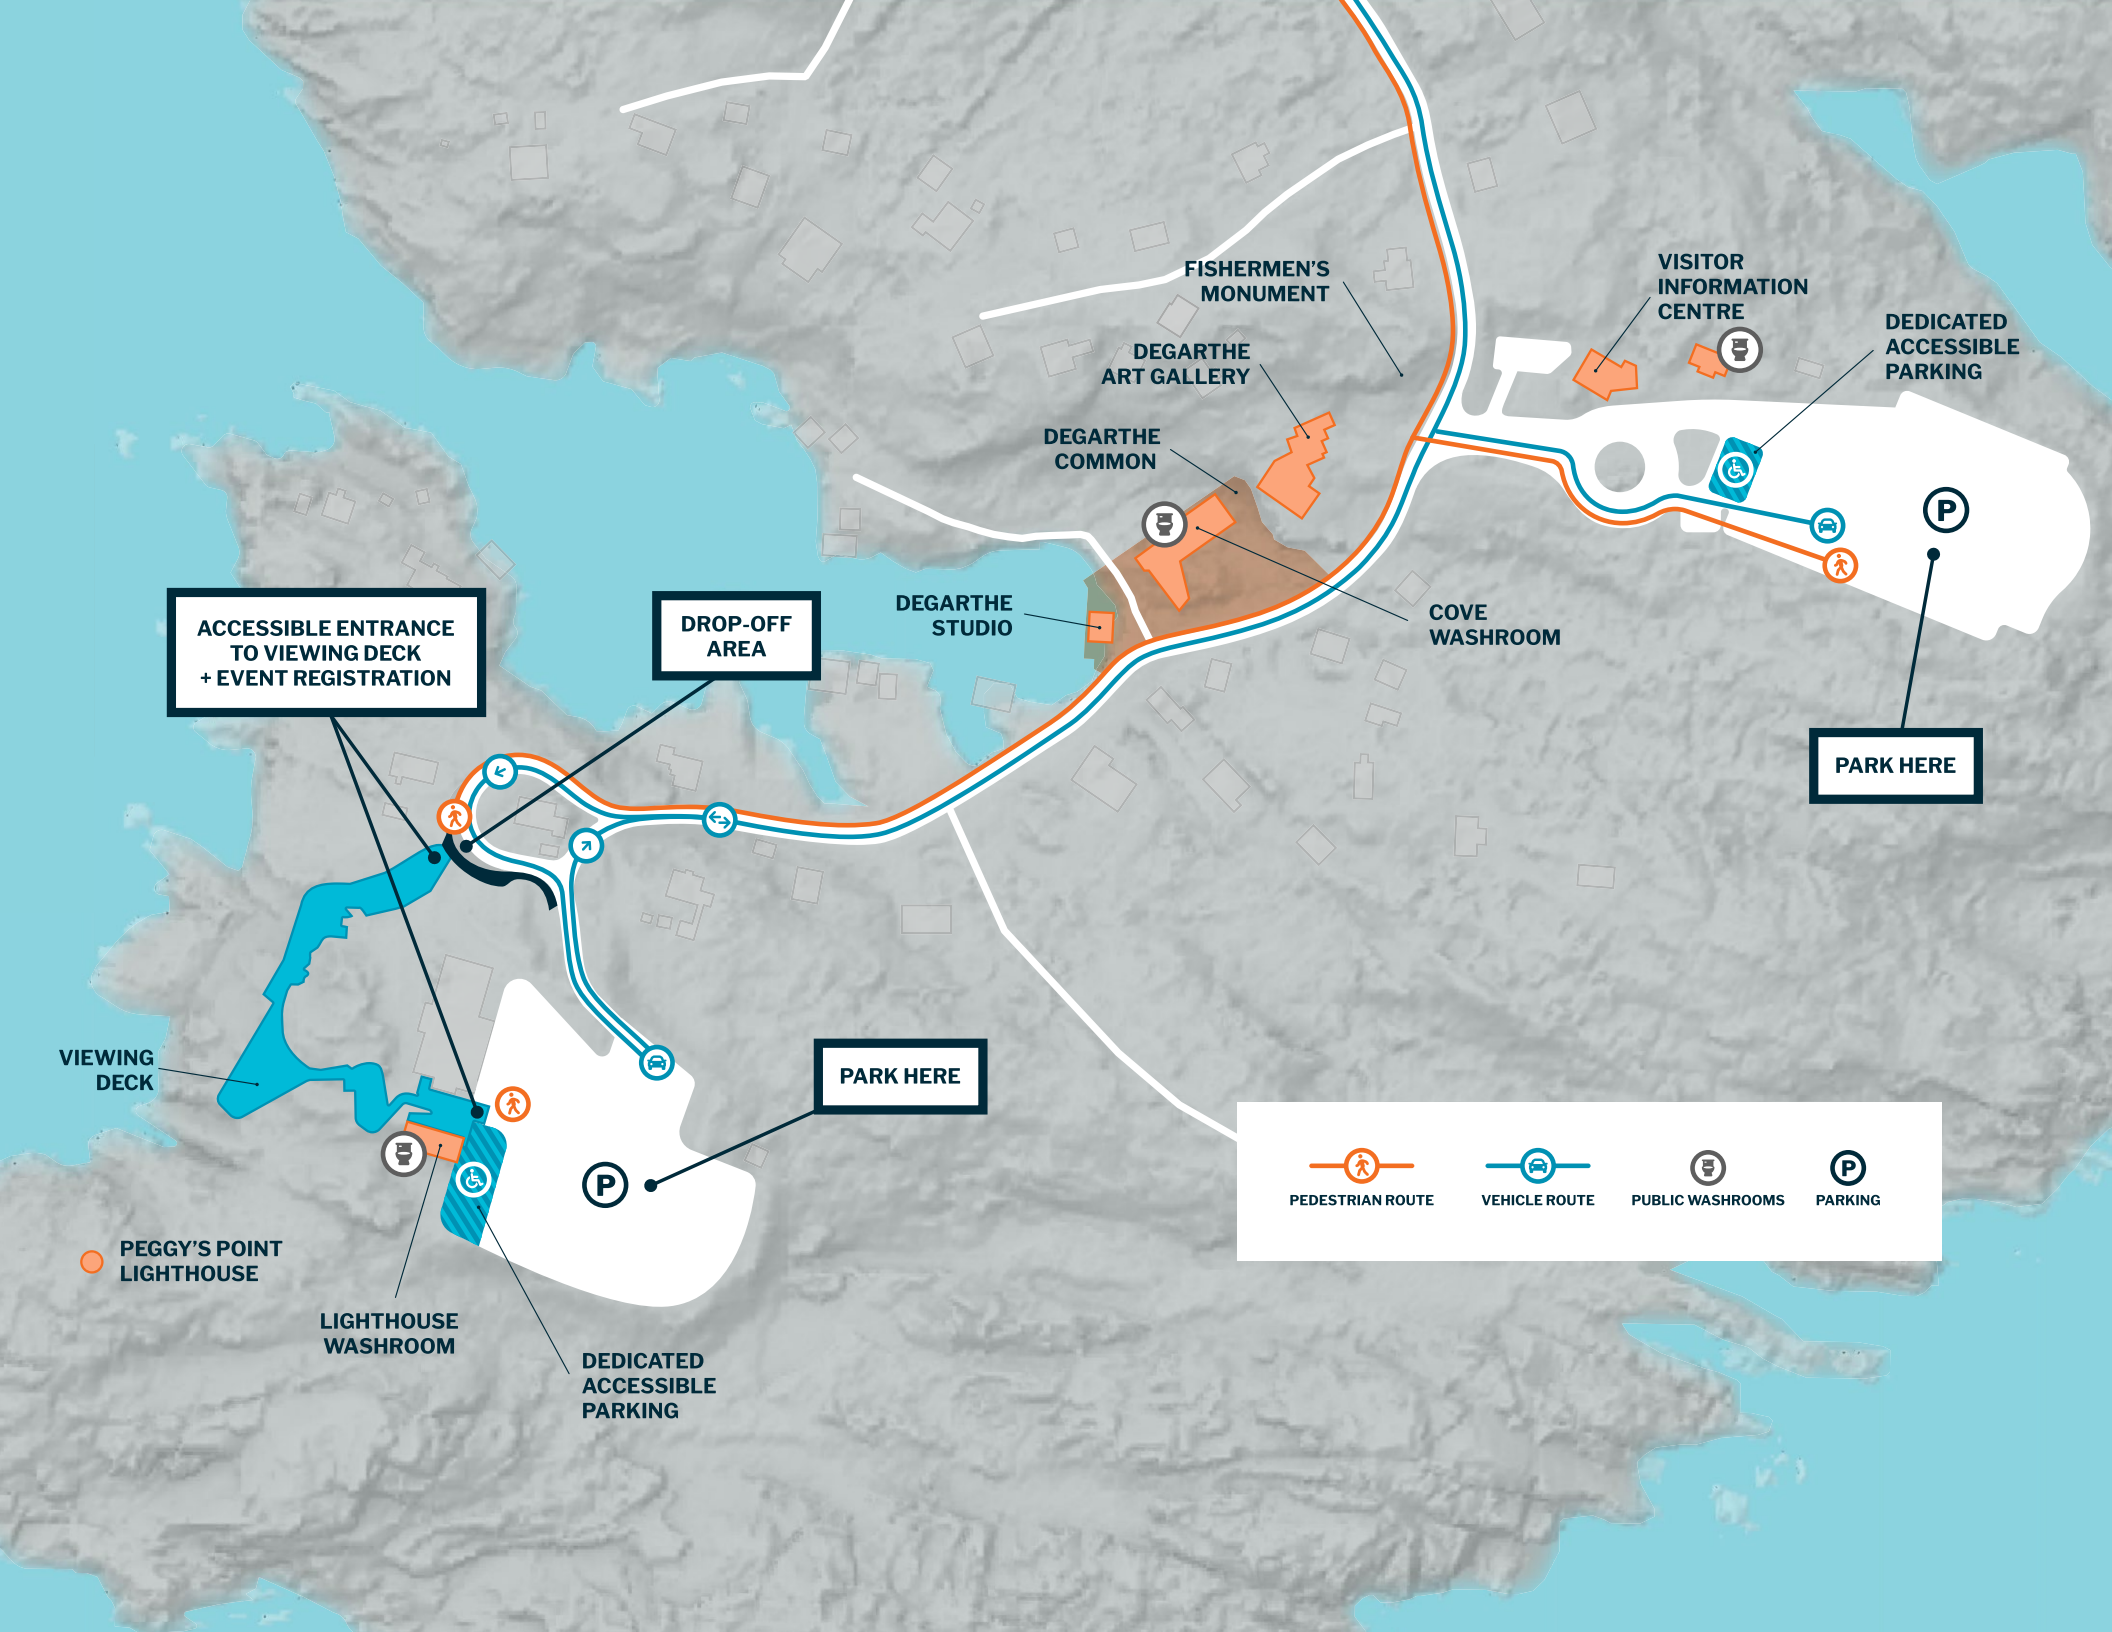 FISHERMEN'S
MONUMENT
VISITOR
INFORMATION
CENTRE
DEDICATED
ACCESSIBLE
PARKING
DEGARTHE
ART GALLERY
DEGARTHE
COMMON
P
DEGARTHE
STUDIO
COVE
WASHROOM
ACCESSIBLE ENTRANCE
TO VIEWING DECK
+ EVENT REGISTRATION
DROP-OFF
AREA
PARK HERE
VIEWING
DECK
PARK HERE
P
PEGGY'S POINT
LIGHTHOUSE
LIGHTHOUSE
WASHROOM
DEDICATED
ACCESSIBLE
PARKING
P
PEDESTRIAN ROUTE
VEHICLE ROUTE
PUBLIC WASHROOMS
PARKING